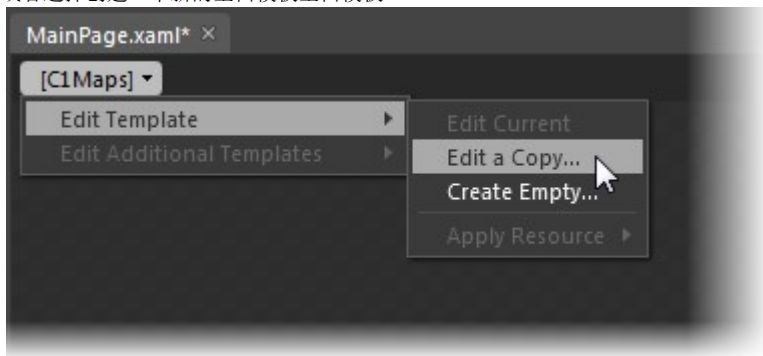 MainPage.xaml* ×
[C1Maps]
Edit Template
Edit Additional Templates
Edit Current
Edit a Copy...
Create Empty...
Apply Resource